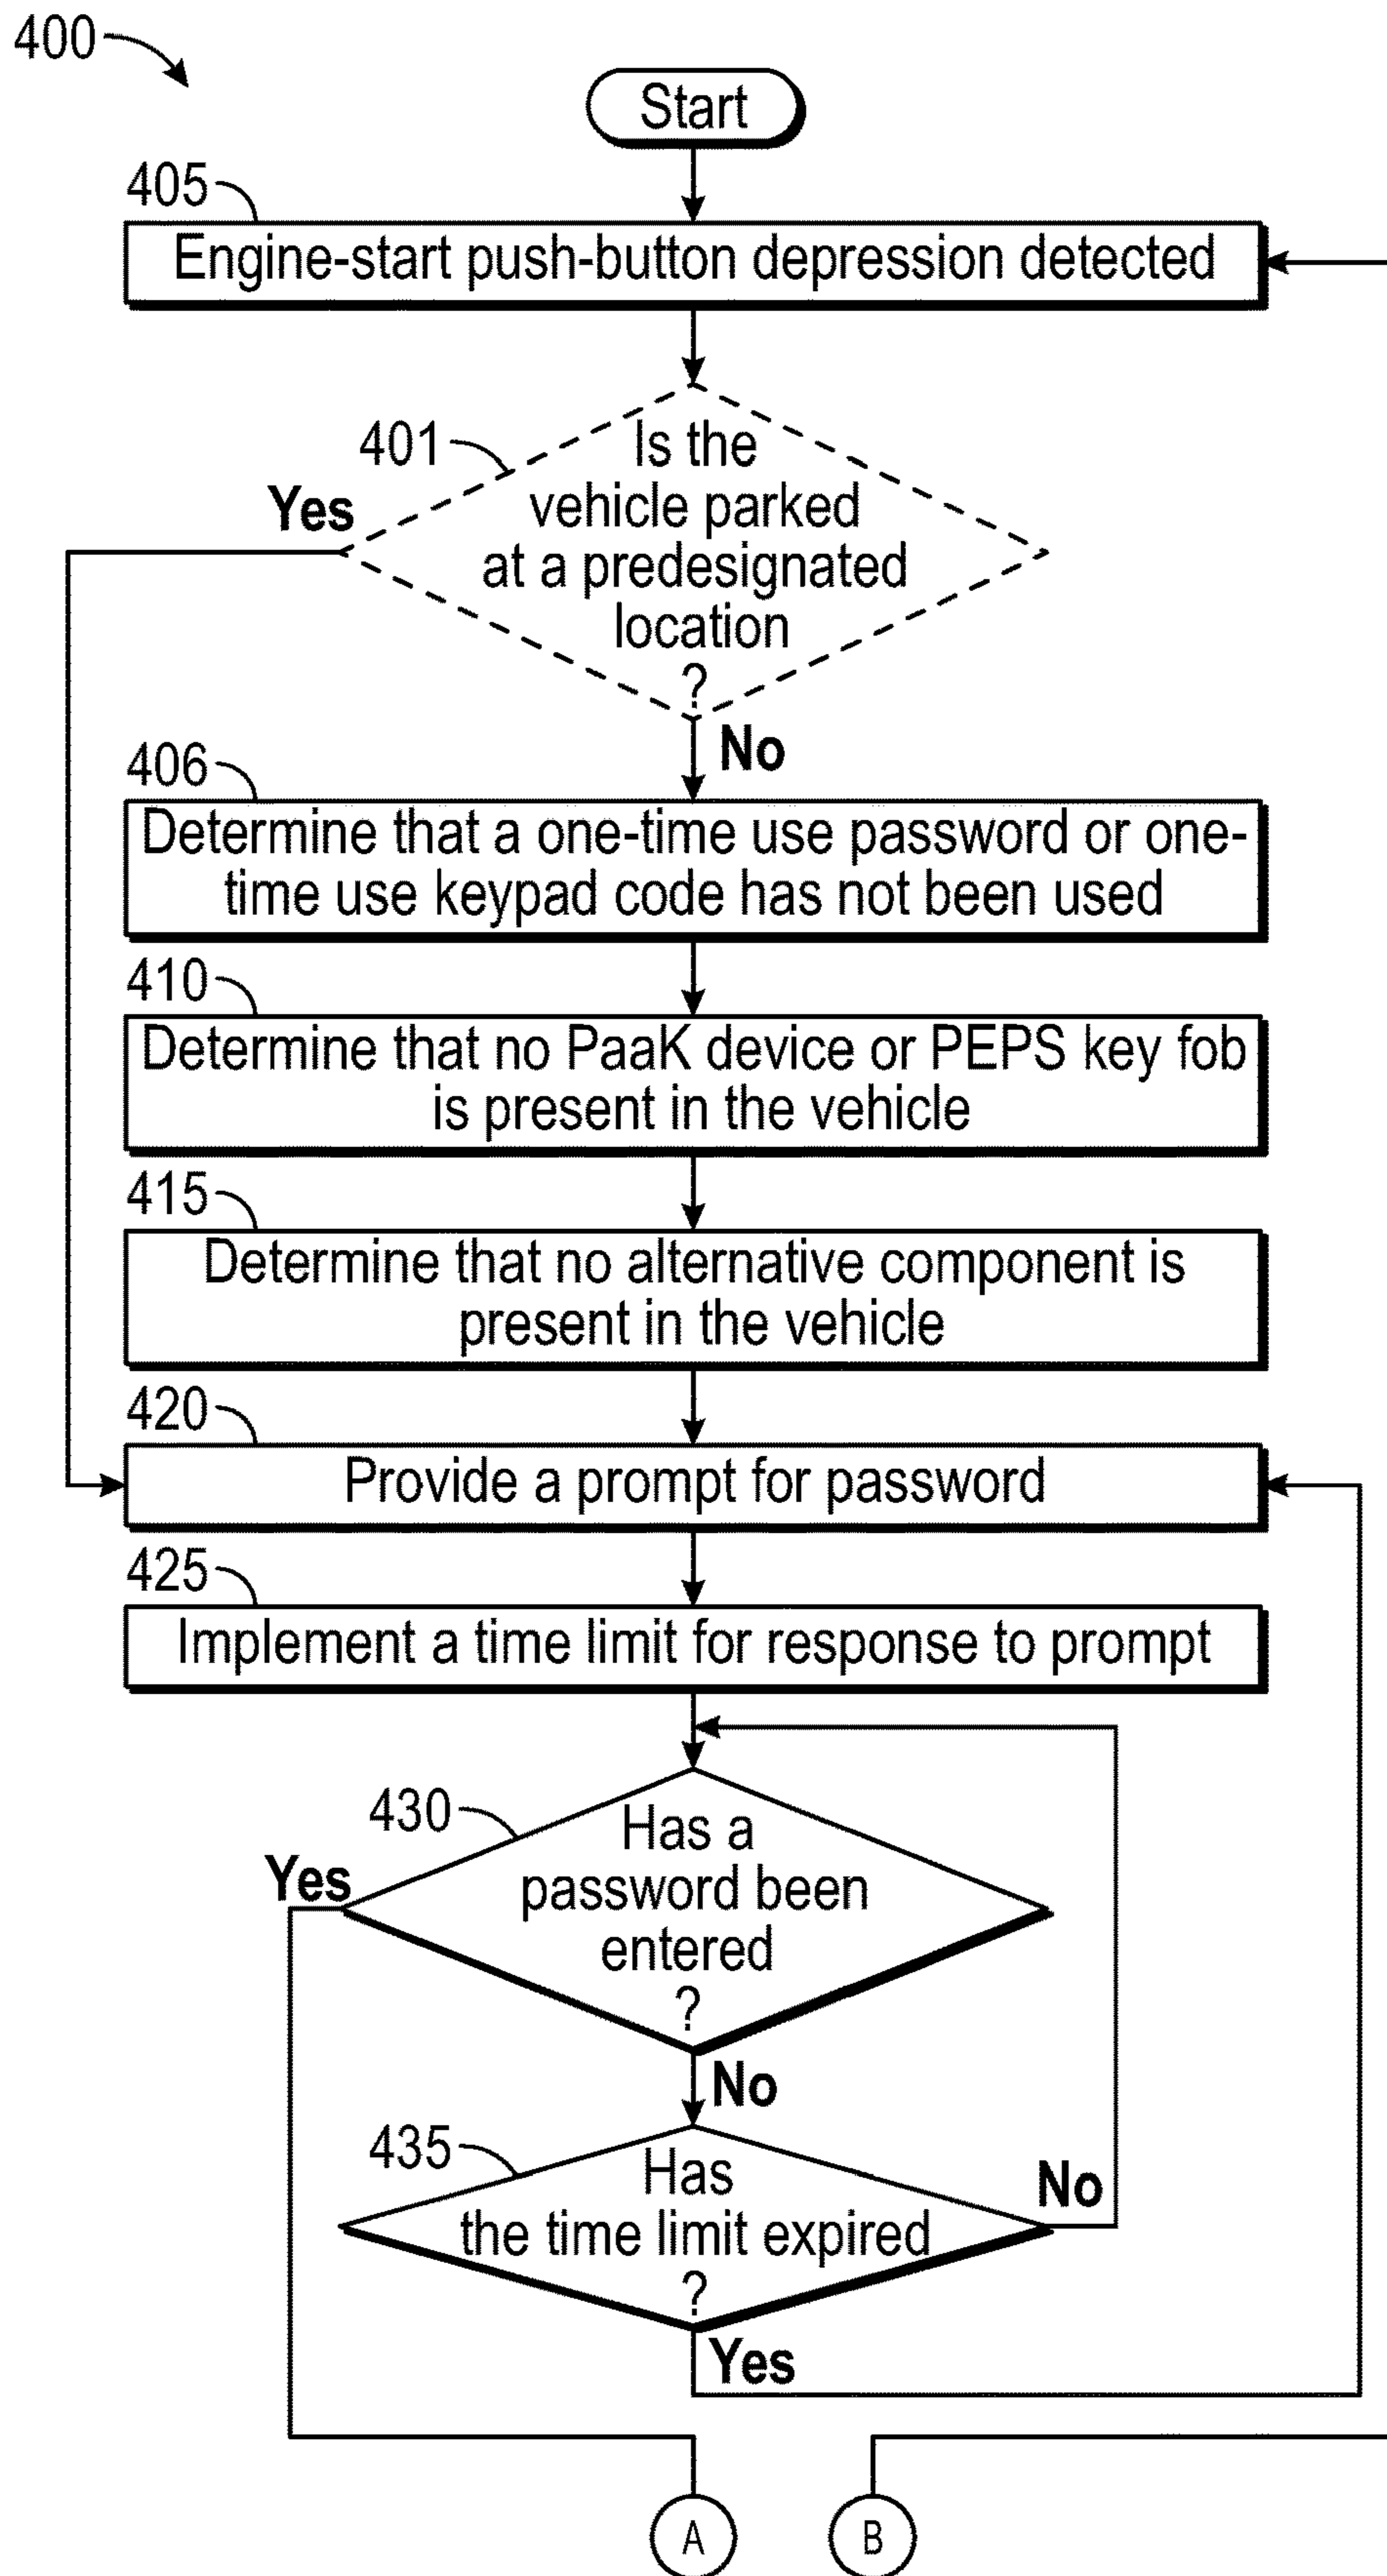 400
Start
405
Engine-start push-button depression detected
401
Is the
vehicle parked
at a predesignated
location
?
Yes
No
406
Determine that a one-time use password or one-
time use keypad code has not been used
410
Determine that no PaaK device or PEPS key fob
is present in the vehicle
415
Determine that no alternative component is
present in the vehicle
420
Provide a prompt for password
425
Implement a time limit for response to prompt
430
Has a
password been
entered
?
Yes
No
435
Has
the time limit expired
?
No
Yes
A
B